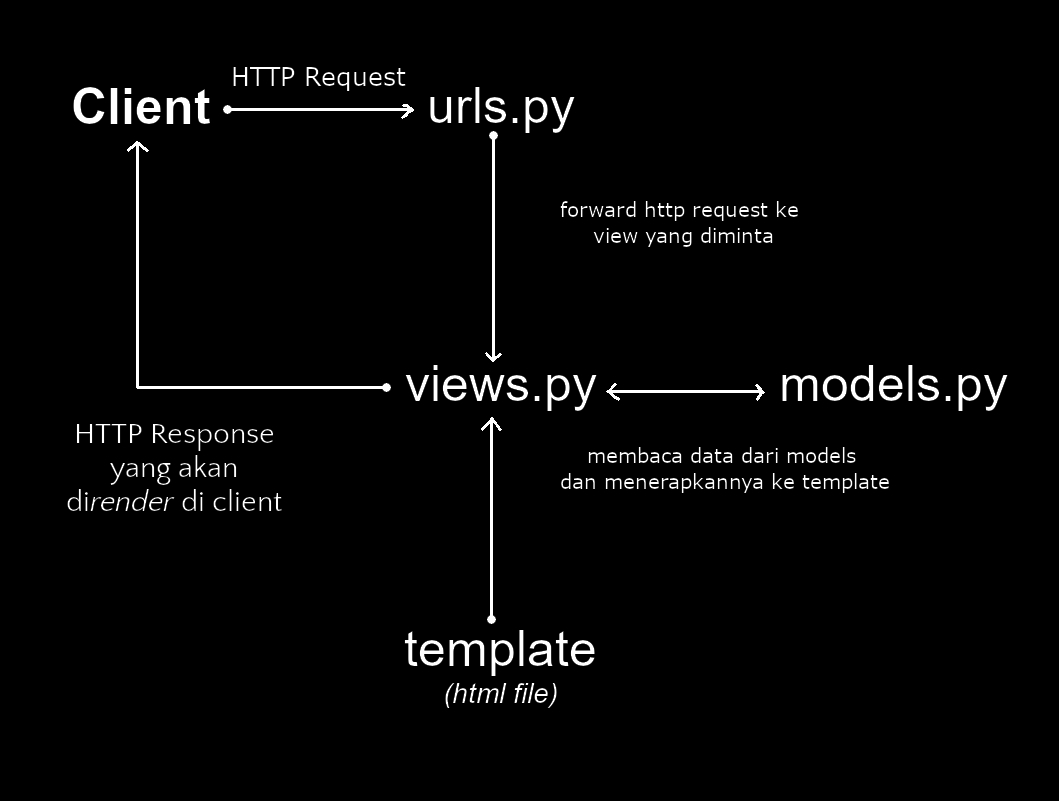 HTTP Request
Client
urls.py
forward http request ke
view yang diminta
views.py
models.py
HTTP Response
yang akan
dirender di client
membaca data dari models
dan menerapkannya ke template
template
(html file)